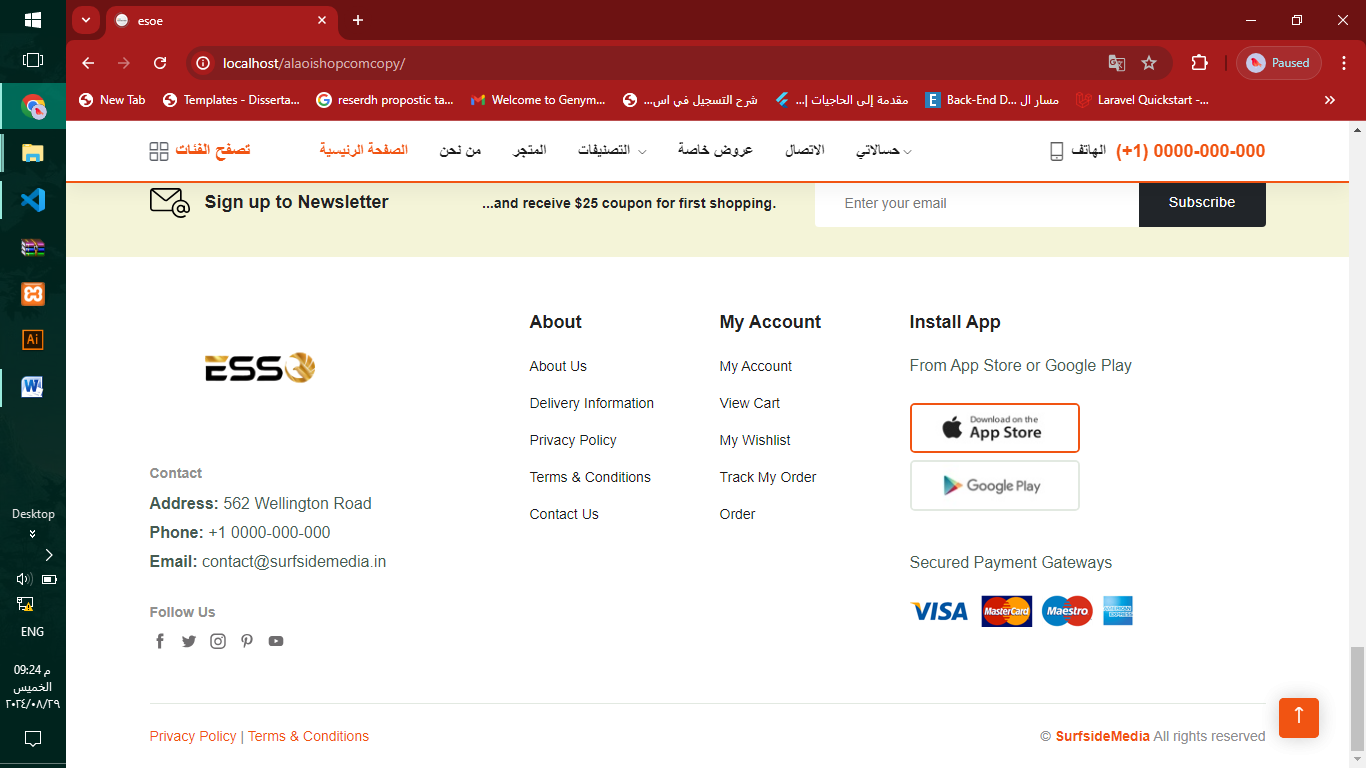 esoe
localhost/alaoishopcomcopy/
Paused
New Tab
Templates - Disserta...
reserdh propostic ta...
Welcome to Genym...
شرح التسجيل في اس...
مقدمة إلى الحاجيات |...
Back-End D... مسار ال
Laravel Quickstart -...
تصفح الفئات
الصفحة الرئيسية
من نحن
المتجر
التصنيفات
عروض خاصة
الاتصال
حسالاتي
الهاتف
(+1) 0000-000-000
Sign up to Newsletter
...and receive $25 coupon for first shopping.
Enter your email
Subscribe
ESSO
Contact
Address: 562 Wellington Road
Phone: +1 0000-000-000
Email: contact@surfsidemedia.in
Follow Us
About
About Us
Delivery Information
Privacy Policy
Terms & Conditions
Contact Us
My Account
My Account
View Cart
My Wishlist
Track My Order
Order
Install App
From App Store or Google Play
Download on the
App Store
Google Play
Secured Payment Gateways
VISA
MasterCard
Maestro
AMERICAN EXPRESS
Privacy Policy | Terms & Conditions
© SurfsideMedia All rights reserved
Ai
W
Desktop
ENG
09:24 م
الخميس
٢٠٢٤/٠٨/٢٩